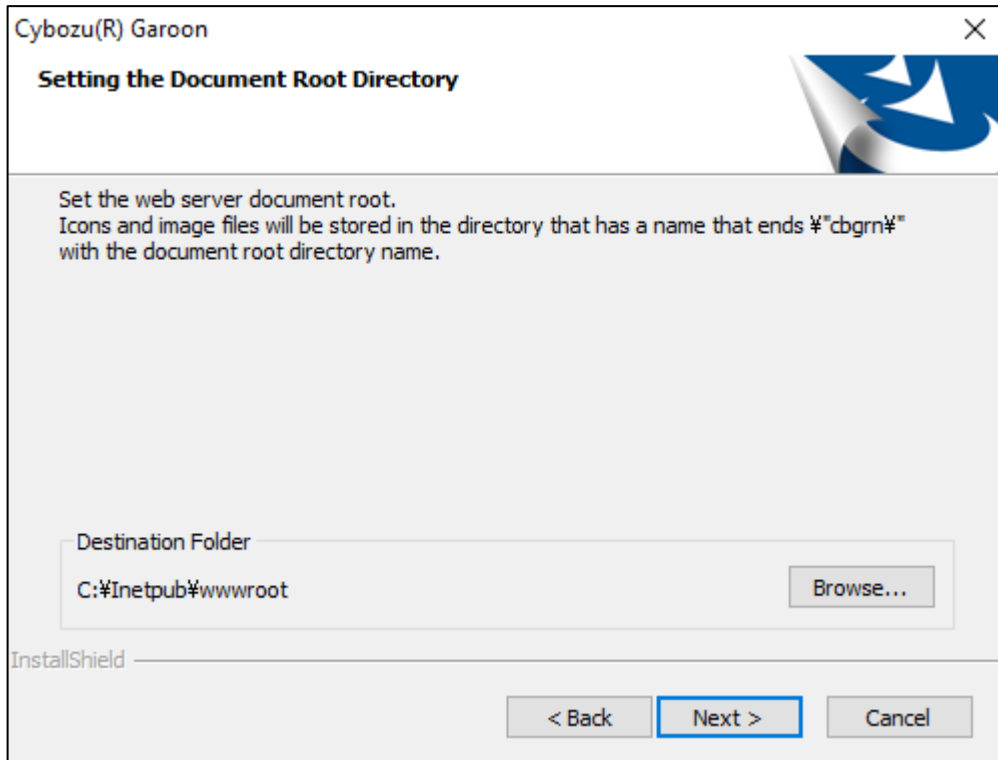 Cybozu(R) Garoon
Setting the Document Root Directory
Set the web server document root.
Icons and image files will be stored in the directory that has a name that ends ¥"cbgrn¥"
with the document root directory name.
Destination Folder
C:¥Inetpub¥wwwroot
Browse...
InstallShield
< Back
Next >
Cancel